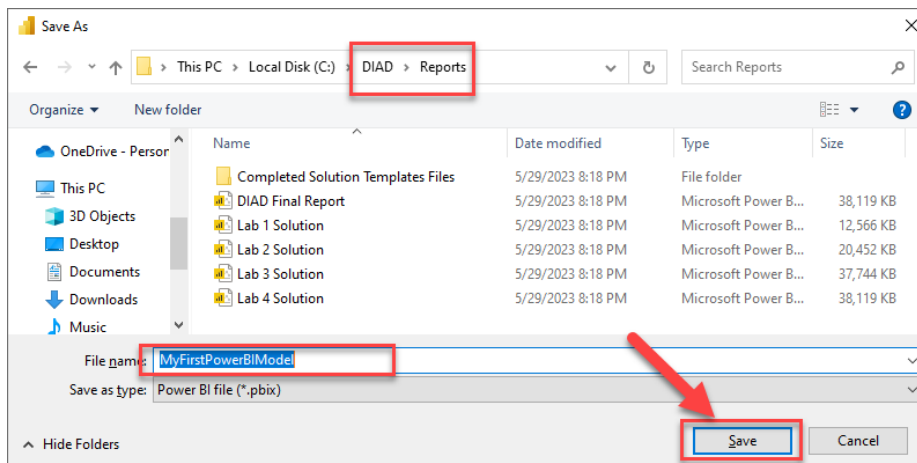 Save As
This PC > Local Disk (C:) > DIAD > Reports
Search Reports
Organize
New folder
Name Date modified Type Size
OneDrive - Person
This PC
3D Objects
Desktop
Documents
Downloads
Music
Completed Solution Templates Files 5/29/2023 8:18 PM File folder
DIAD Final Report 5/29/2023 8:18 PM Microsoft Power B... 38,119 KB
Lab 1 Solution 5/29/2023 8:18 PM Microsoft Power B... 12,566 KB
Lab 2 Solution 5/29/2023 8:18 PM Microsoft Power B... 20,452 KB
Lab 3 Solution 5/29/2023 8:18 PM Microsoft Power B... 37,744 KB
Lab 4 Solution 5/29/2023 8:18 PM Microsoft Power B... 38,119 KB
File name: MyFirstPowerBIModel
Save as type: Power BI file (*.pbix)
Hide Folders
Save
Cancel